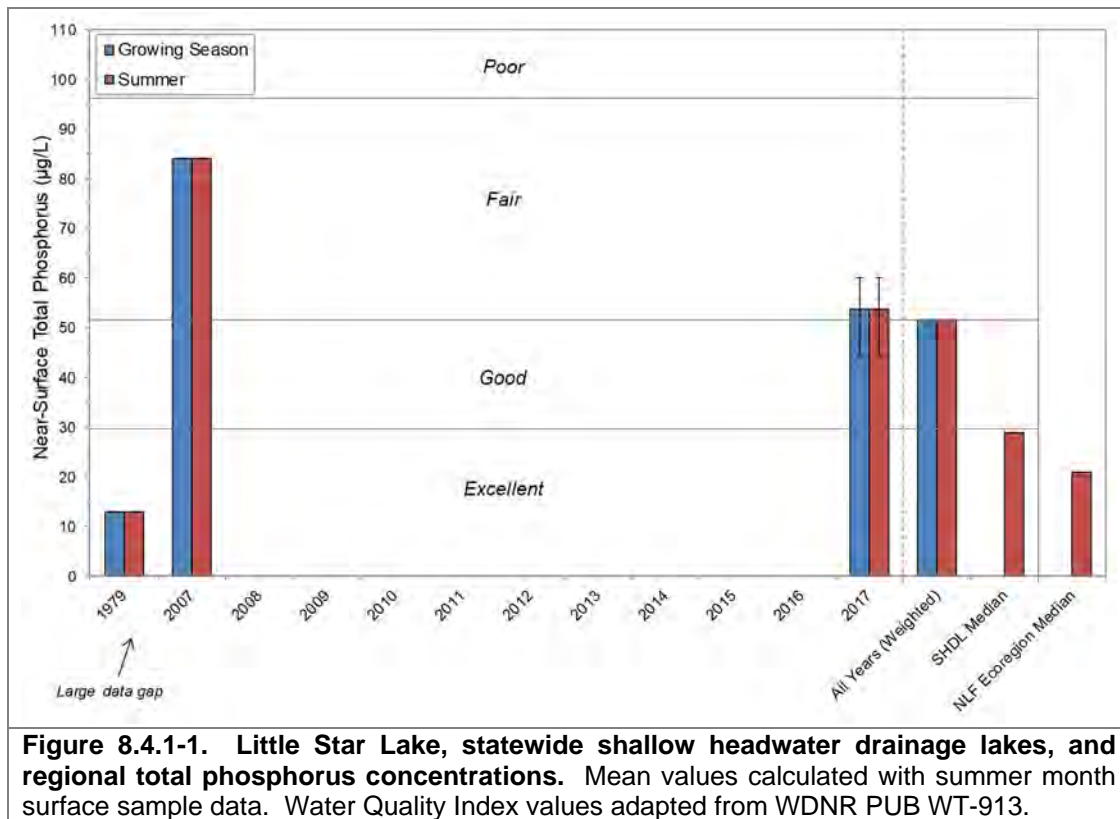 Near-Surface Total Phosphorus (µg/L)
110
100
90
80
70
60
50
40
30
20
10
0
Growing Season
Summer
Poor
Fair
Good
Excellent
1979
2007
2008
2009
2010
2011
2012
2013
2014
2015
2016
2017
All Years (Weighted)
SHDL Median
NLF Ecoregion Median
Large data gap
Figure 8.4.1-1. Little Star Lake, statewide shallow headwater drainage lakes, and
regional total phosphorus concentrations. Mean values calculated with summer month
surface sample data. Water Quality Index values adapted from WDNR PUB WT-913.